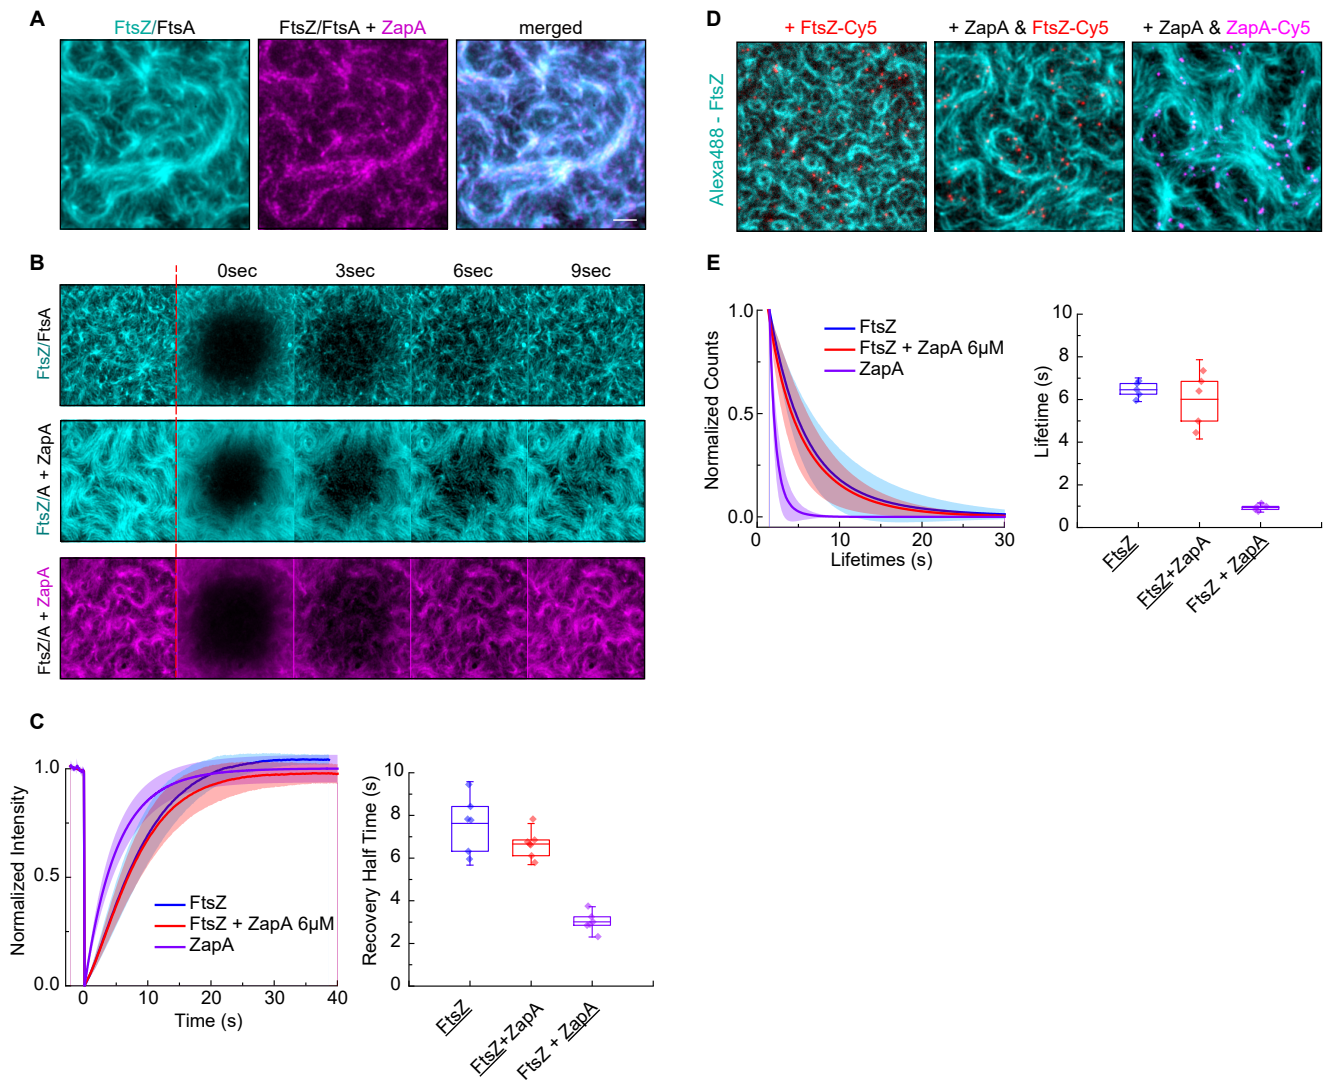 A
FtsZ/FtsA
FtsZ/FtsA + ZapA
merged
B
0sec
3sec
6sec
9sec
FtsZ/FtsA
FtsZ/A + ZapA
FtsZ/A + ZapA
C
Normalized Intensity
1.0
0.5
0.0
FtsZ
FtsZ + ZapA 6µM
ZapA
0
10
20
30
40
Time (s)
Recovery Half Time (s)
10
8
6
4
2
0
FtsZ
FtsZ+ZapA
FtsZ + ZapA
D
+ FtsZ-Cy5
+ ZapA & FtsZ-Cy5
+ ZapA & ZapA-Cy5
Alexa488 - FtsZ
E
Normalized Counts
1.0
0.5
0.0
FtsZ
FtsZ + ZapA 6µM
ZapA
0
10
20
30
Lifetimes (s)
Lifetime (s)
10
8
6
4
2
0
FtsZ
FtsZ+ZapA
FtsZ + ZapA